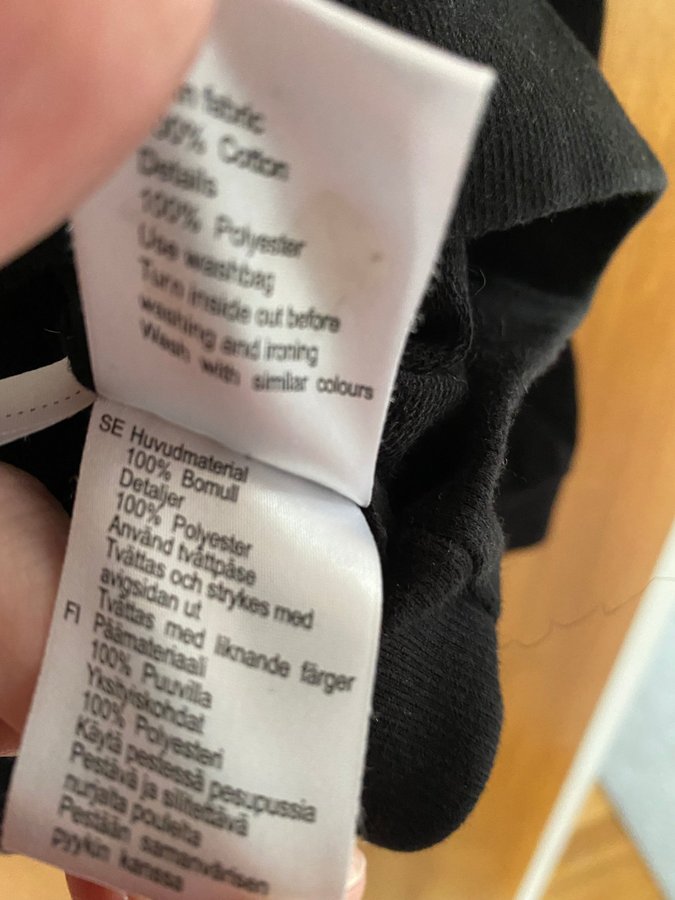 fabric
Cotton
Details
100% Polyester
Use washbag
Turn inside out before
washing and ironing
Wash with similar colours
SE Huvudmaterial
100% Bomull
Detaljer
100% Polyester
Använd tvättpåse
Tvättas och strykes med
avigsidan ut
Tvättas med liknande färger
FI Päämateriaali
100% Puuvilla
Yksityiskohdat
100% Polyesteri
Käytä pestessä pesupussia
Pestävä ja silitettävä
nurjalta puolelta
Pestään samanvärisen
pyykin kanssa